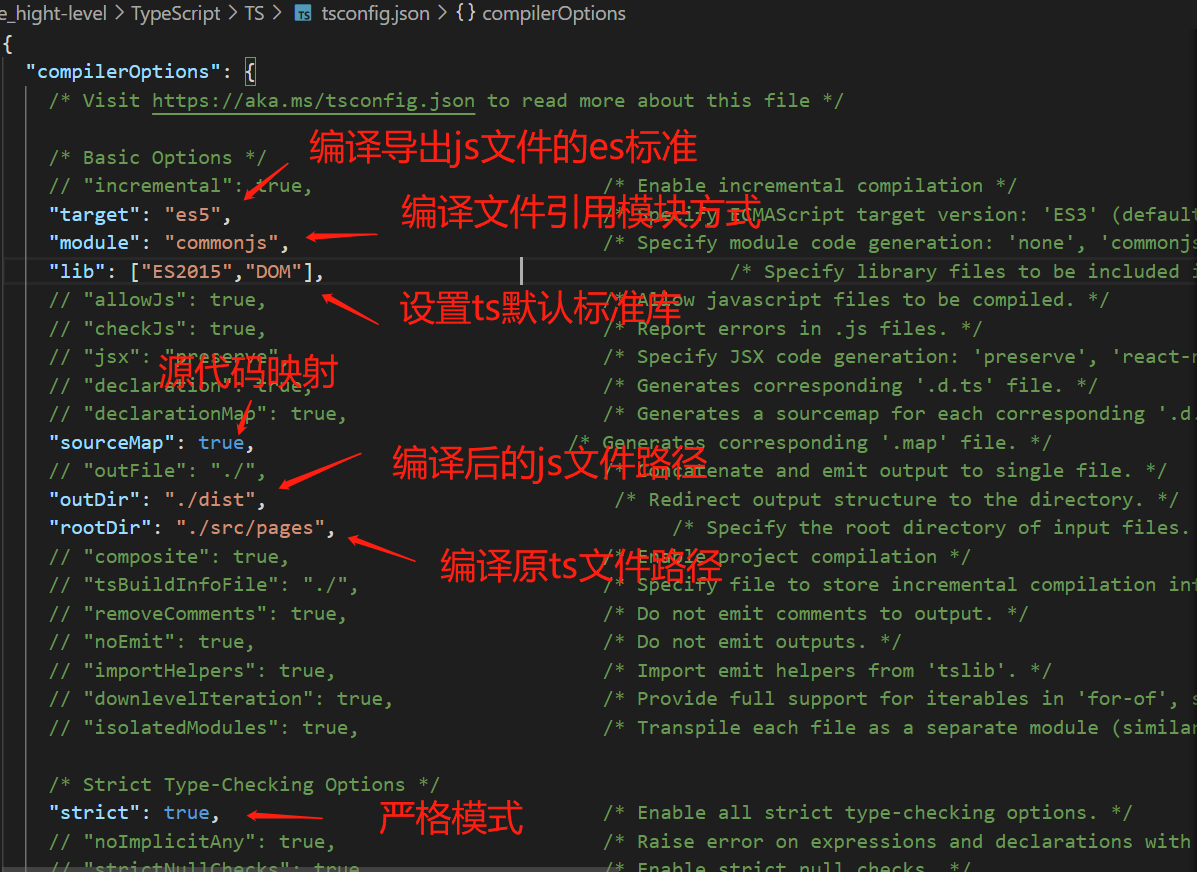 e_hight-level > TypeScript > TS > TS tsconfig.json > {} compilerOptions
{
"compilerOptions": {
/* Visit https://aka.ms/tsconfig.json to read more about this file */
编译导出js文件的es标准
/* Basic Options */
// "incremental": true, /* Enable incremental compilation */
编译文件引用模块方式
"target": "es5", /* Specify ECMAScript target version: 'ES3' (default
"module": "commonjs", /* Specify module code generation: 'none', 'commonjs
"lib": ["ES2015","DOM"], /* Specify library files to be included i
设置ts默认标准库
// "allowJs": true, /* Allow javascript files to be compiled. */
// "checkJs": true, /* Report errors in .js files. */
// "jsx": "preserve", /* Specify JSX code generation: 'preserve', 'react-n
源代码映射
// "declaration": true, /* Generates corresponding '.d.ts' file. */
// "declarationMap": true, /* Generates a sourcemap for each corresponding '.d.
"sourceMap": true, /* Generates corresponding '.map' file. */
编译后的js文件路径
// "outFile": "./", /* Concatenate and emit output to single file. */
"outDir": "./dist", /* Redirect output structure to the directory. */
"rootDir": "./src/pages", /* Specify the root directory of input files.
编译原ts文件路径
// "composite": true, /* Enable project compilation */
// "tsBuildInfoFile": "./", /* Specify file to store incremental compilation inf
// "removeComments": true, /* Do not emit comments to output. */
// "noEmit": true, /* Do not emit outputs. */
// "importHelpers": true, /* Import emit helpers from 'tslib'. */
// "downlevelIteration": true, /* Provide full support for iterables in 'for-of', s
// "isolatedModules": true, /* Transpile each file as a separate module (similar
/* Strict Type-Checking Options */
"strict": true, /* Enable all strict type-checking options. */
严格模式
// "noImplicitAny": true, /* Raise error on expressions and declarations with
// "strictNullChecks": true, /* Enable strict null checks. */